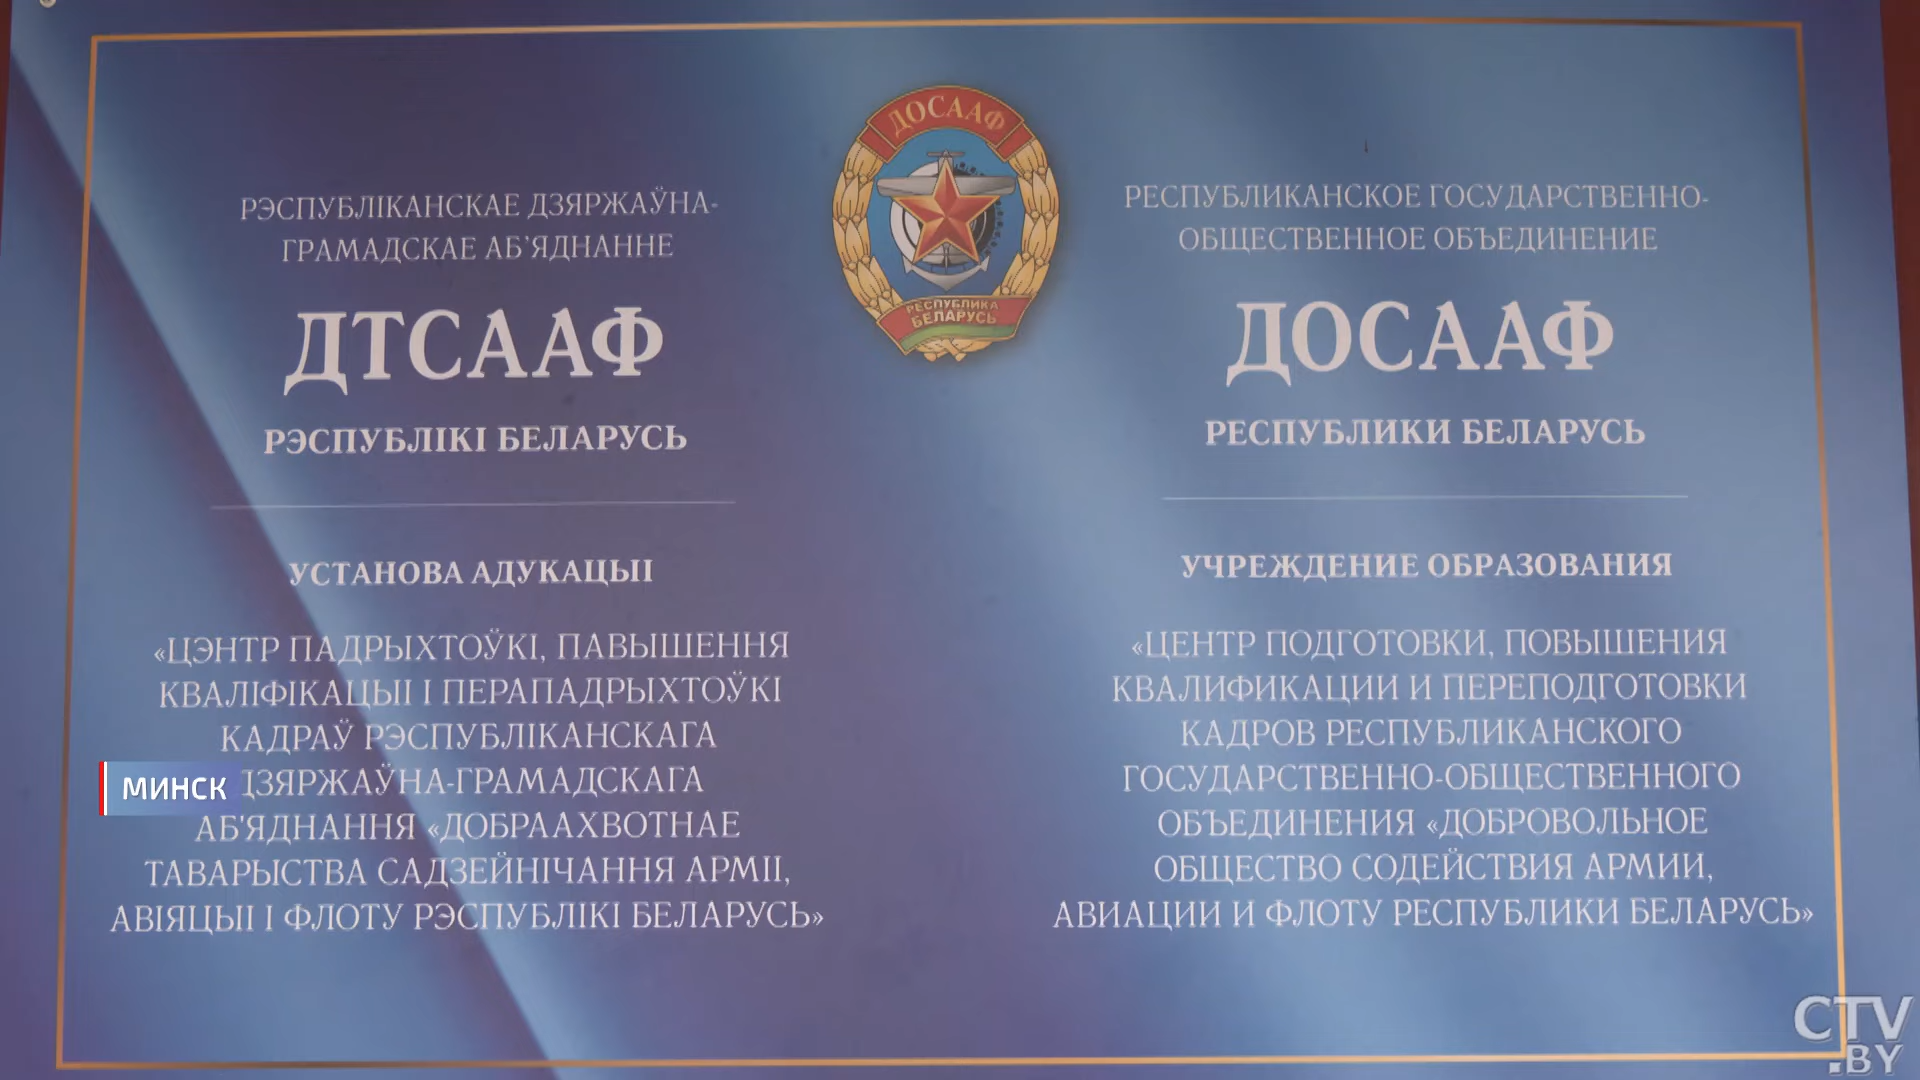 ДОСААФ
РЕСПУБЛИКА
БЕЛАРУСЬ
РЭСПУБЛІКАНСКАЕ ДЗЯРЖАЎНА-
ГРАМАДСКАЕ АБ’ЯДНАННЕ
ДТСААФ
РЭСПУБЛІКІ БЕЛАРУСЬ
УСТАНОВА АДУКАЦЫІ
«ЦЭНТР ПАДРЫХТОЎКІ, ПАВЫШЕННЯ
КВАЛІФІКАЦЫІ І ПЕРАПАДРЫХТОЎКІ
КАДРАЎ РЭСПУБЛІКАНСКАГА
ДЗЯРЖАЎНА-ГРАМАДСКАГА
АБ'ЯДНАННЯ «ДОБРААХВОТНАЕ
ТАВАРЫСТВА САДЗЕЙНІЧАННЯ АРМІІ,
АВІЯЦЫІ І ФЛОТУ РЭСПУБЛІКІ БЕЛАРУСЬ»
РЕСПУБЛИКАНСКОЕ ГОСУДАРСТВЕННО-
ОБЩЕСТВЕННОЕ ОБЪЕДИНЕНИЕ
ДОСААФ
РЕСПУБЛИКИ БЕЛАРУСЬ
УЧРЕЖДЕНИЕ ОБРАЗОВАНИЯ
«ЦЕНТР ПОДГОТОВКИ, ПОВЫШЕНИЯ
КВАЛИФИКАЦИИ И ПЕРЕПОДГОТОВКИ
КАДРОВ РЕСПУБЛИКАНСКОГО
ГОСУДАРСТВЕННО-ОБЩЕСТВЕННОГО
ОБЪЕДИНЕНИЯ «ДОБРОВОЛЬНОЕ
ОБЩЕСТВО СОДЕЙСТВИЯ АРМИИ,
АВИАЦИИ И ФЛОТУ РЕСПУБЛИКИ БЕЛАРУСЬ»
МИНСК
CTV
.BY